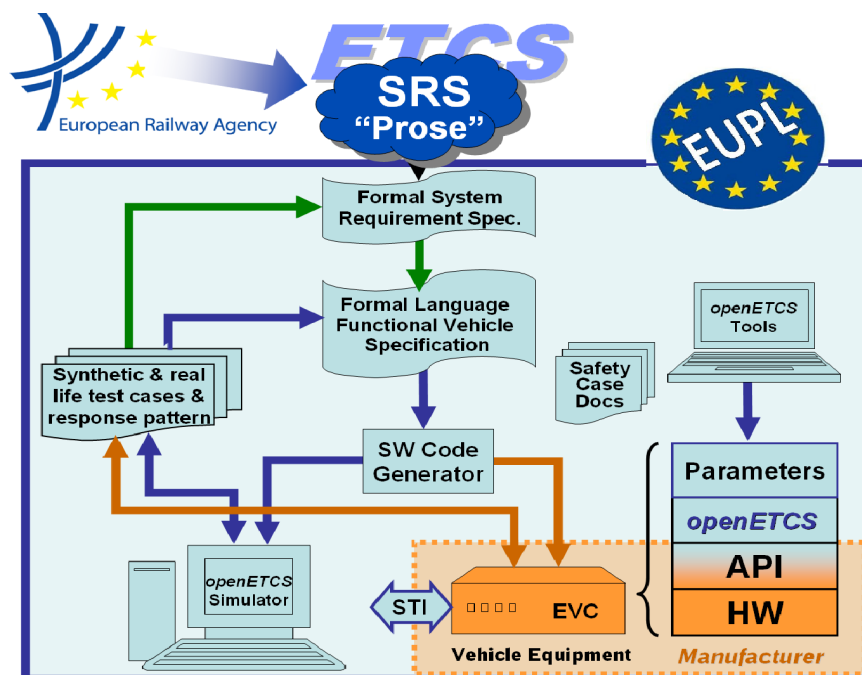 ETCS
SRS
“Prose”
European Railway Agency
EUPL
Formal System
Requirement Spec.
Formal Language
Functional Vehicle
Specification
openETCS
Tools
Synthetic & real
life test cases &
response pattern
Safety
Case
Docs
SW Code
Generator
Parameters
openETCS
API
HW
openETCS
Simulator
STI
EVC
Vehicle Equipment
Manufacturer